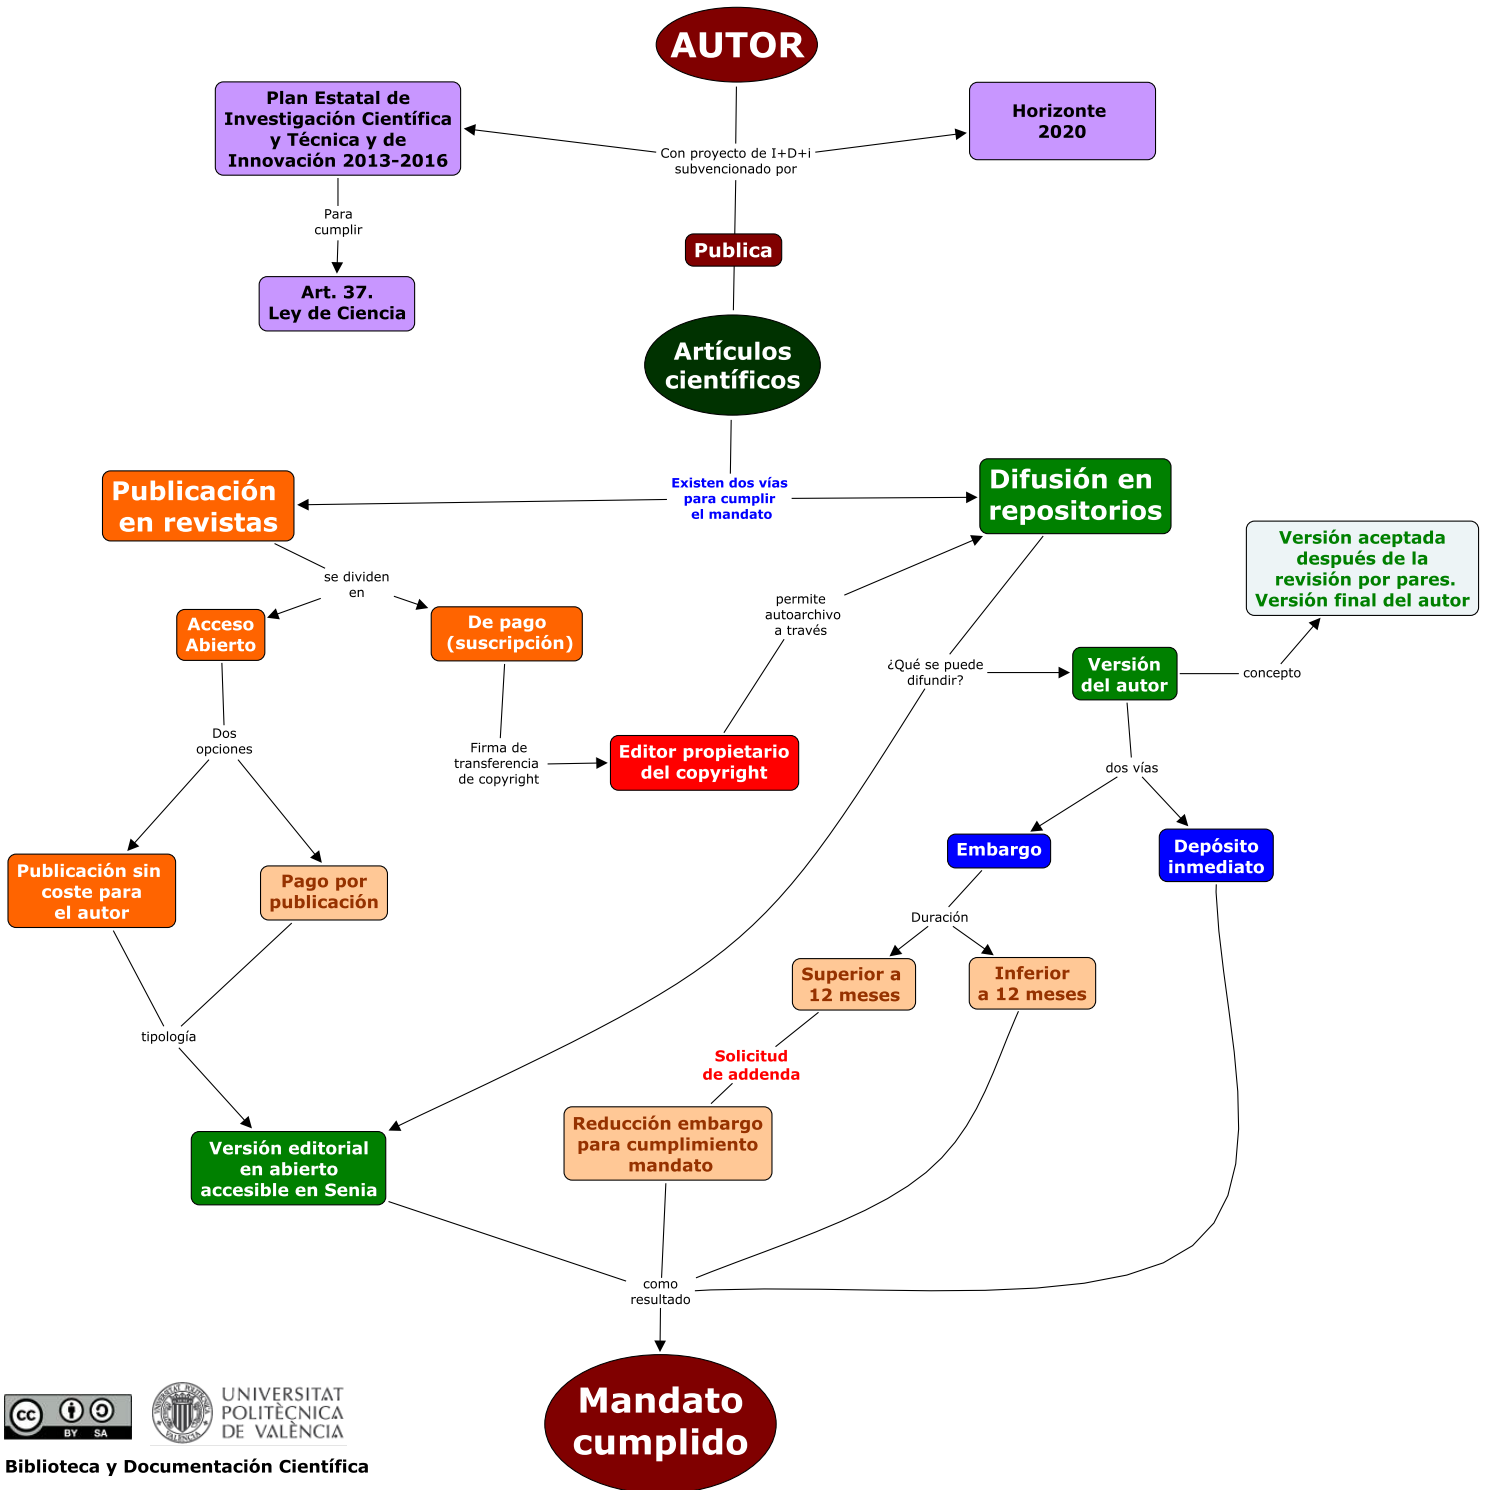 AUTOR
Plan Estatal de
Investigación Científica
y Técnica y de
Innovación 2013-2016
Horizonte
2020
Con proyecto de I+D+i
subvencionado por
Para
cumplir
Publica
Art. 37.
Ley de Ciencia
Artículos
científicos
Existen dos vías
para cumplir
el mandato
Publicación
en revistas
Difusión en
repositorios
Versión aceptada
después de la
revisión por pares.
Versión final del autor
se dividen
en
permite
autoarchivo
a través
Acceso
Abierto
De pago
(suscripción)
¿Qué se puede
difundir?
Versión
del autor
concepto
Dos
opciones
Firma de
transferencia
de copyright
Editor propietario
del copyright
dos vías
Embargo
Depósito
inmediato
Publicación sin
coste para
el autor
Pago por
publicación
Duración
Superior a
12 meses
Inferior
a 12 meses
tipología
Solicitud
de addenda
Reducción embargo
para cumplimiento
mandato
Versión editorial
en abierto
accesible en Senia
como
resultado
Mandato
cumplido
cc
BY SA
UNIVERSITAT
POLITÈCNICA
DE VALÈNCIA
Biblioteca y Documentación Científica